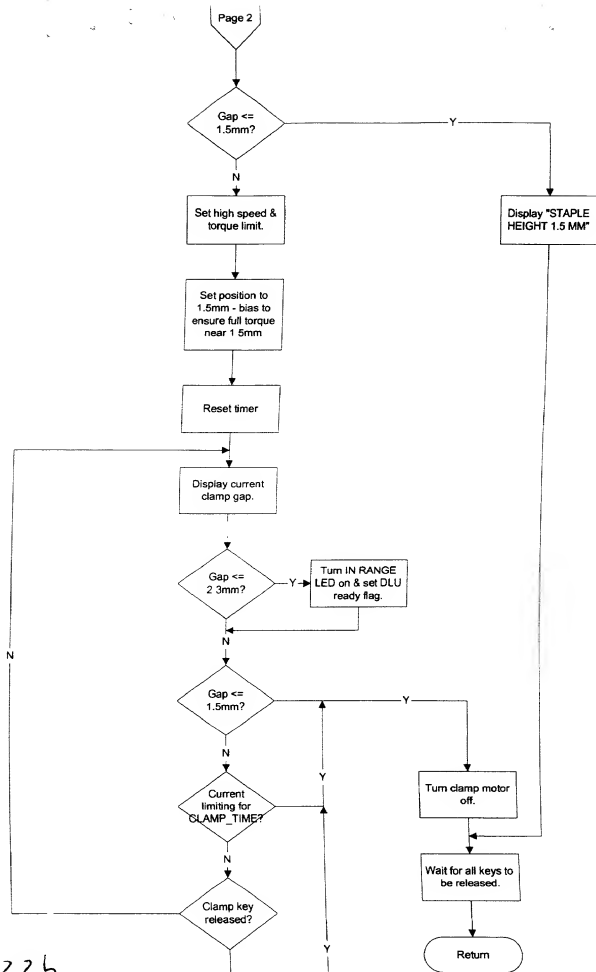 Page 2
Gap <=
1.5mm?
Y
N
Set high speed &
torque limit.
Display "STAPLE
HEIGHT 1.5 MM"
Set position to
1.5mm - bias to
ensure full torque
near 1 5mm
Reset timer
Display current
clamp gap.
Gap <=
2 3mm?
Y
Turn IN RANGE
LED on & set DLU
ready flag.
N
N
Gap <=
1.5mm?
Y
N
Y
Turn clamp motor
off.
Current
limiting for
CLAMP_TIME?
N
Wait for all keys to
be released.
Clamp key
released?
Y
Return
22b